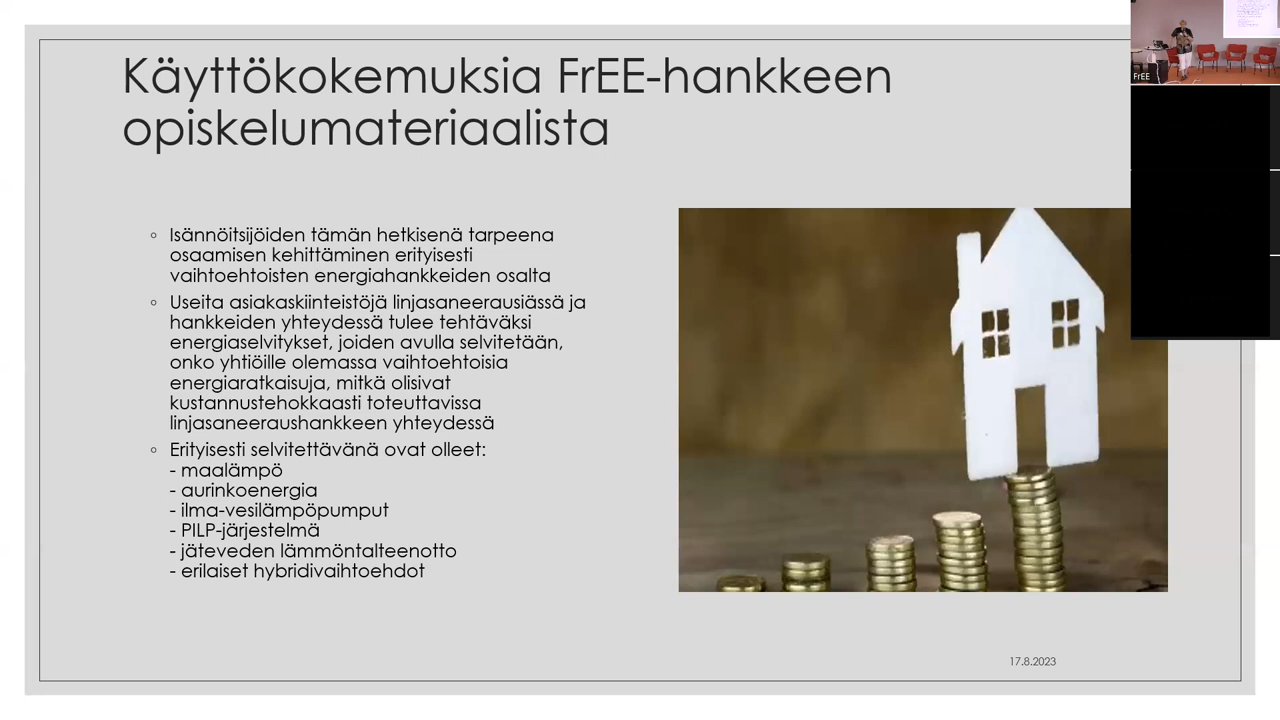 Käyttökokemuksia FrEE-hankkeen
opiskelumateriaalista
◦ Isännöitsijöiden tämän hetkisenä tarpeena
osaamisen kehittäminen erityisesti
vaihtoehtoisten energiahankkeiden osalta
◦ Useita asiakaskiinteistöjä linjasaneerausiässä ja
hankkeiden yhteydessä tulee tehtäväksi
energiaselvitykset, joiden avulla selvitetään,
onko yhtiöille olemassa vaihtoehtoisia
energiaratkaisuja, mitkä olisivat
kustannustehokkaasti toteuttavissa
linjasaneeraushankkeen yhteydessä
◦ Erityisesti selvitettävänä ovat olleet:
- maalämpö
- aurinkoenergia
- ilma-vesilämpöpumput
- PILP-järjestelmä
- jäteveden lämmöntalteenotto
- erilaiset hybridivaihtoehdot
17.8.2023
FrEE